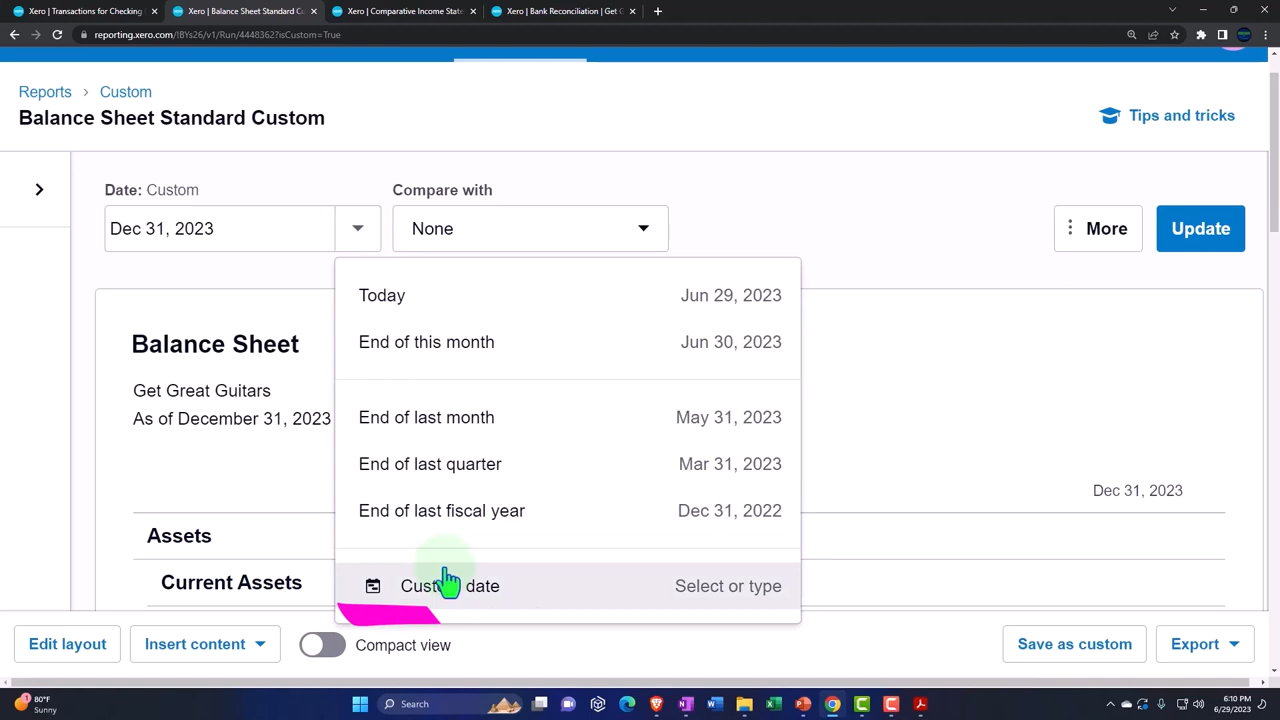 Xero | Transactions for Checking
Xero | Balance Sheet Standard Cu
Xero | Comparative Income State
Xero | Bank Reconciliation | Get G
reporting.xero.com/!BYs26/v1/Run/4448362?isCustom=True
Reports > Custom
Balance Sheet Standard Custom
Tips and tricks
Date: Custom
Compare with
Dec 31, 2023
None
More
Update
Today Jun 29, 2023
End of this month Jun 30, 2023
End of last month May 31, 2023
End of last quarter Mar 31, 2023
End of last fiscal year Dec 31, 2022
Custom date Select or type
Balance Sheet
Get Great Guitars
As of December 31, 2023
Dec 31, 2023
Assets
Current Assets
Edit layout
Insert content
Compact view
Save as custom
Export
80°F
Sunny
Search
6:10 PM
6/29/2023